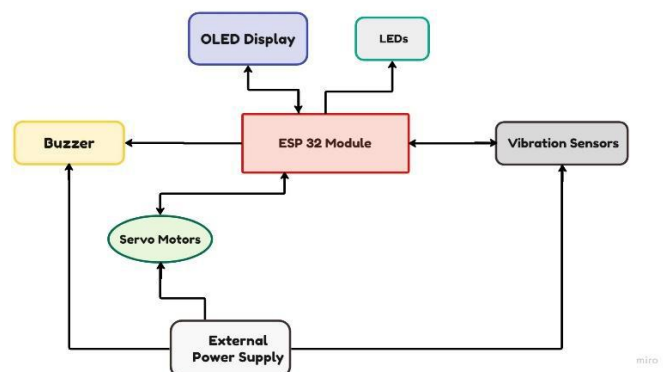 OLED Display
LEDs
Buzzer
ESP 32 Module
Vibration Sensors
Servo Motors
External
Power Supply
miro